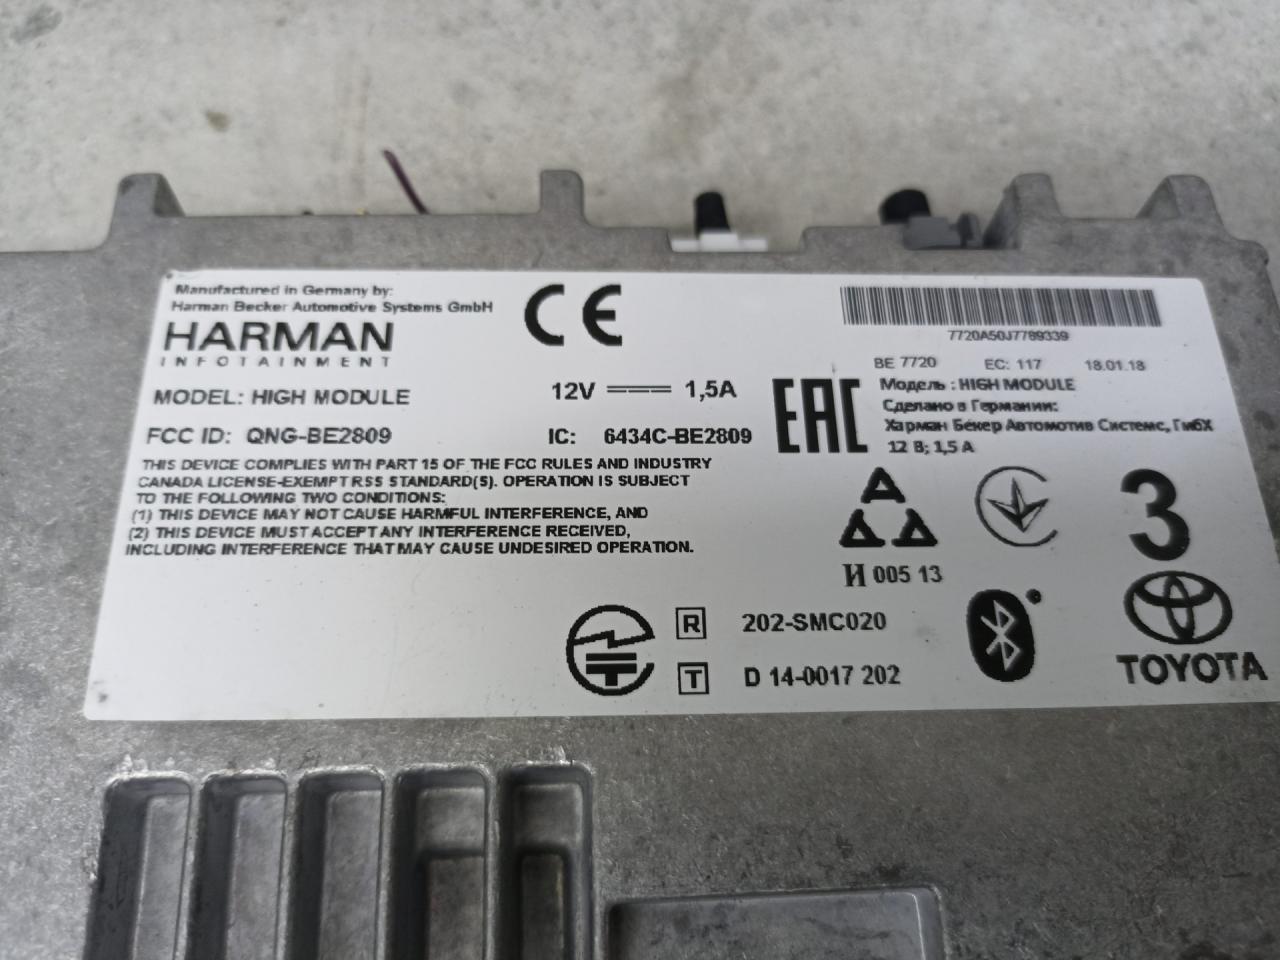 Manufactured in Germany by:
Harman Becker Automotive Systems GmbH
HARMAN
INFOTAINMENT
MODEL: HIGH MODULE
12V 1,5A
FCC ID: QNG-BE2809
IC: 6434C-BE2809
THIS DEVICE COMPLIES WITH PART 15 OF THE FCC RULES AND INDUSTRY
CANADA LICENSE-EXEMPT RSS STANDARD(S). OPERATION IS SUBJECT
TO THE FOLLOWING TWO CONDITIONS:
(1) THIS DEVICE MAY NOT CAUSE HARMFUL INTERFERENCE, AND
(2) THIS DEVICE MUST ACCEPT ANY INTERFERENCE RECEIVED,
INCLUDING INTERFERENCE THAT MAY CAUSE UNDESIRED OPERATION.
CE
7720A50J7789339
BE 7720 EC: 117 18.01.18
EAC
Модель : HIGH MODULE
Сделано в Германии:
Харман Бекер Аутомотив Системс, ГмбХ
12 В; 1,5 А
И 005 13
3
R 202-SMC020
T D 14-0017 202
TOYOTA